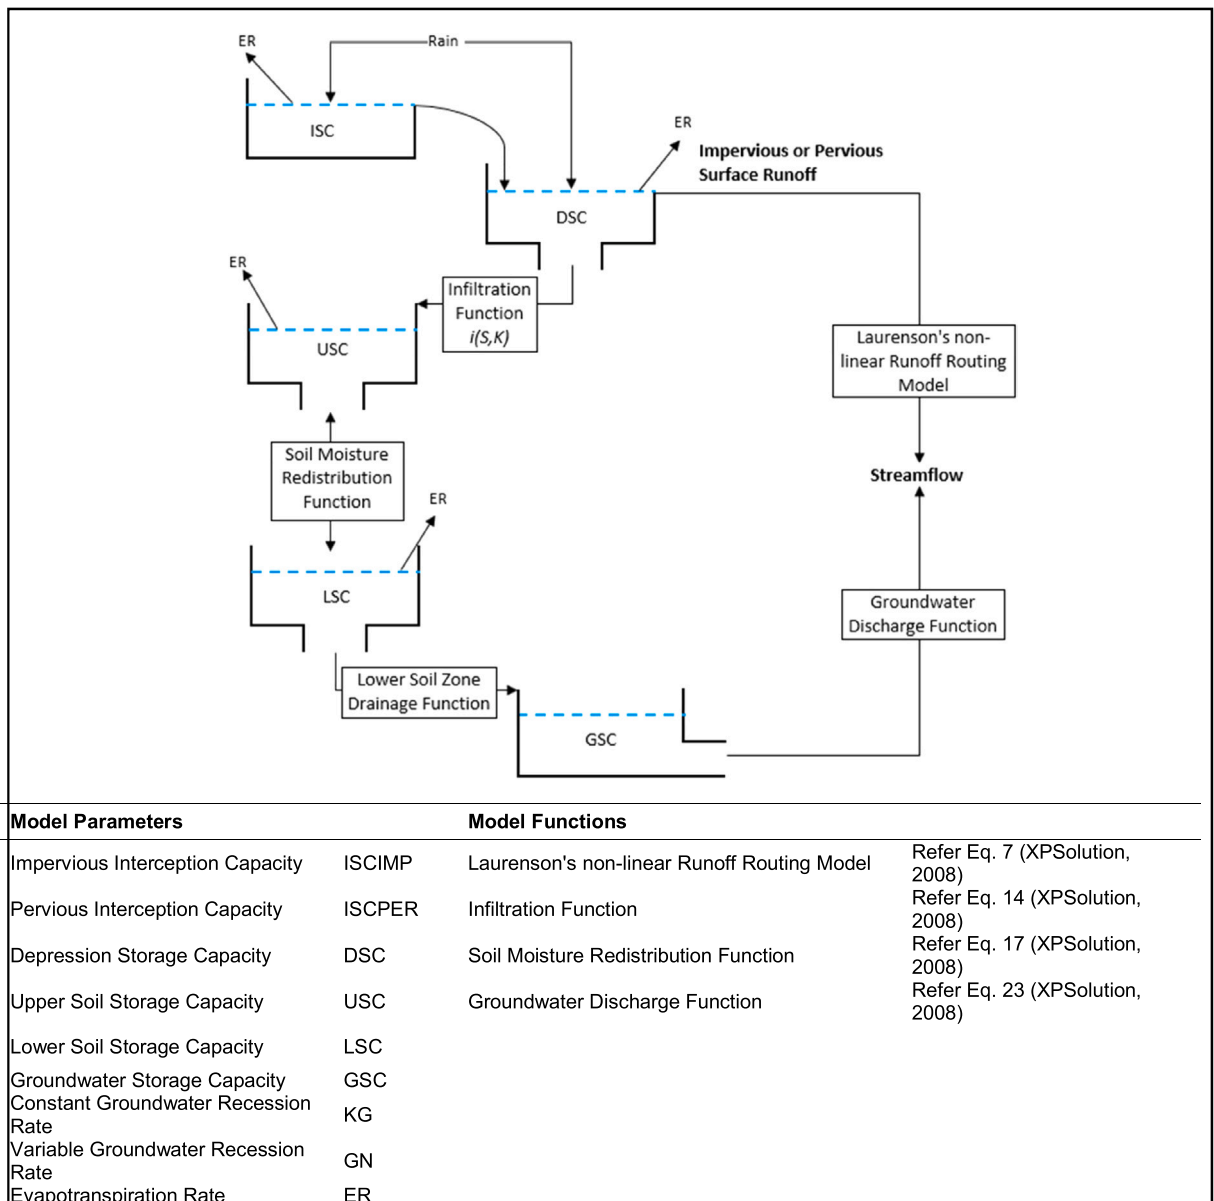 ER
Rain
ISC
ER
Impervious or Pervious
Surface Runoff
DSC
ER
Infiltration
Function
i(S,K)
USC
Laurenson's non-
linear Runoff Routing
Model
Soil Moisture
Redistribution
Function
Streamflow
ER
LSC
Groundwater
Discharge Function
Lower Soil Zone
Drainage Function
GSC
Model Parameters Model Functions
Impervious Interception Capacity ISCIMP Laurenson's non-linear Runoff Routing Model Refer Eq. 7 (XPSolution,
2008)
Pervious Interception Capacity ISCPER Infiltration Function Refer Eq. 14 (XPSolution,
2008)
Depression Storage Capacity DSC Soil Moisture Redistribution Function Refer Eq. 17 (XPSolution,
2008)
Upper Soil Storage Capacity USC Groundwater Discharge Function Refer Eq. 23 (XPSolution,
2008)
Lower Soil Storage Capacity LSC
Groundwater Storage Capacity GSC
Constant Groundwater Recession
Rate KG
Variable Groundwater Recession
Rate GN
Evapotranspiration Rate ER